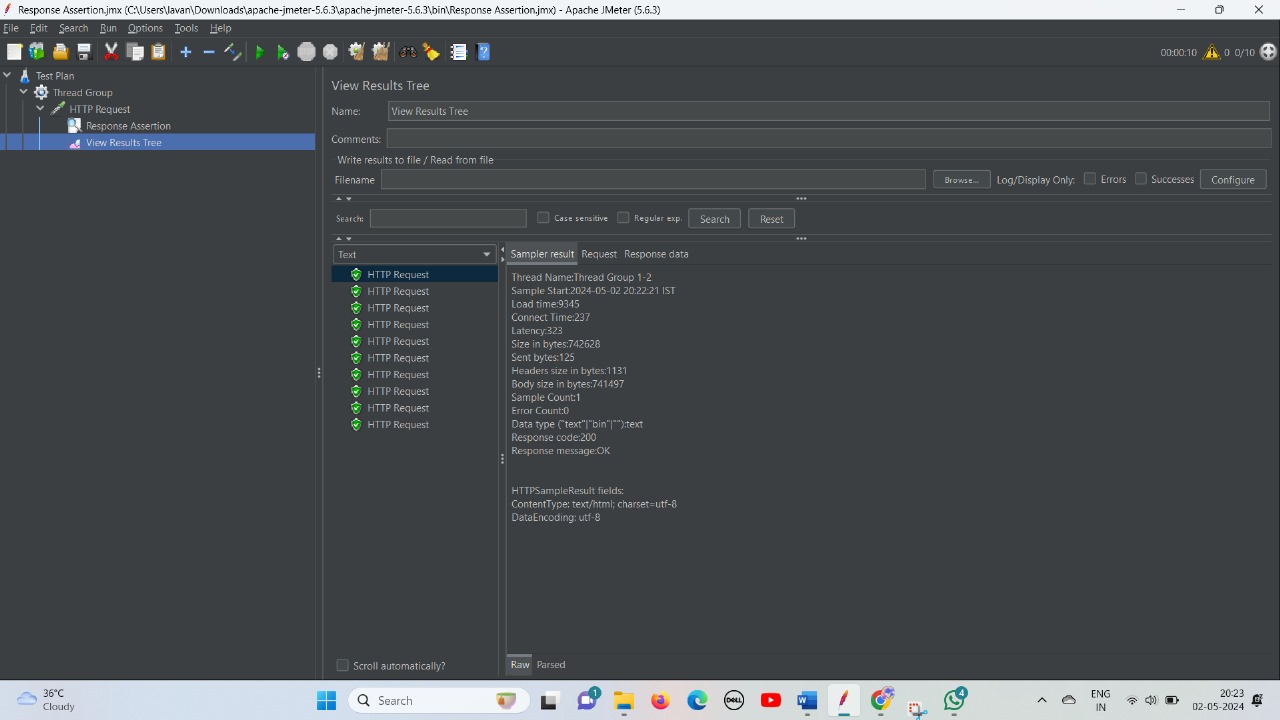 Response Assertion.jmx (C:\Users\lavan\Downloads\apache-jmeter-5.6.3\apache-jmeter-5.6.3\bin\Response Assertion.jmx) - Apache JMeter (5.6.3)
File Edit Search Run Options Tools Help
00:00:10 0 0/10
Test Plan
Thread Group
HTTP Request
Response Assertion
View Results Tree
View Results Tree
Name: View Results Tree
Comments:
Write results to file / Read from file
Filename Browse... Log/Display Only: Errors Successes Configure
Search: Case sensitive Regular exp. Search Reset
Text
HTTP Request
HTTP Request
HTTP Request
HTTP Request
HTTP Request
HTTP Request
HTTP Request
HTTP Request
HTTP Request
HTTP Request
Scroll automatically?
Sampler result Request Response data
Thread Name:Thread Group 1-2
Sample Start:2024-05-02 20:22:21 IST
Load time:9345
Connect Time:237
Latency:323
Size in bytes:742628
Sent bytes:125
Headers size in bytes:1131
Body size in bytes:741497
Sample Count:1
Error Count:0
Data type ("text"|"bin"|""):text
Response code:200
Response message:OK
HTTPSampleResult fields:
ContentType: text/html; charset=utf-8
DataEncoding: utf-8
Raw Parsed
36°C
Cloudy
Search
DELL
1
4
ENG
IN
20:23
02-05-2024